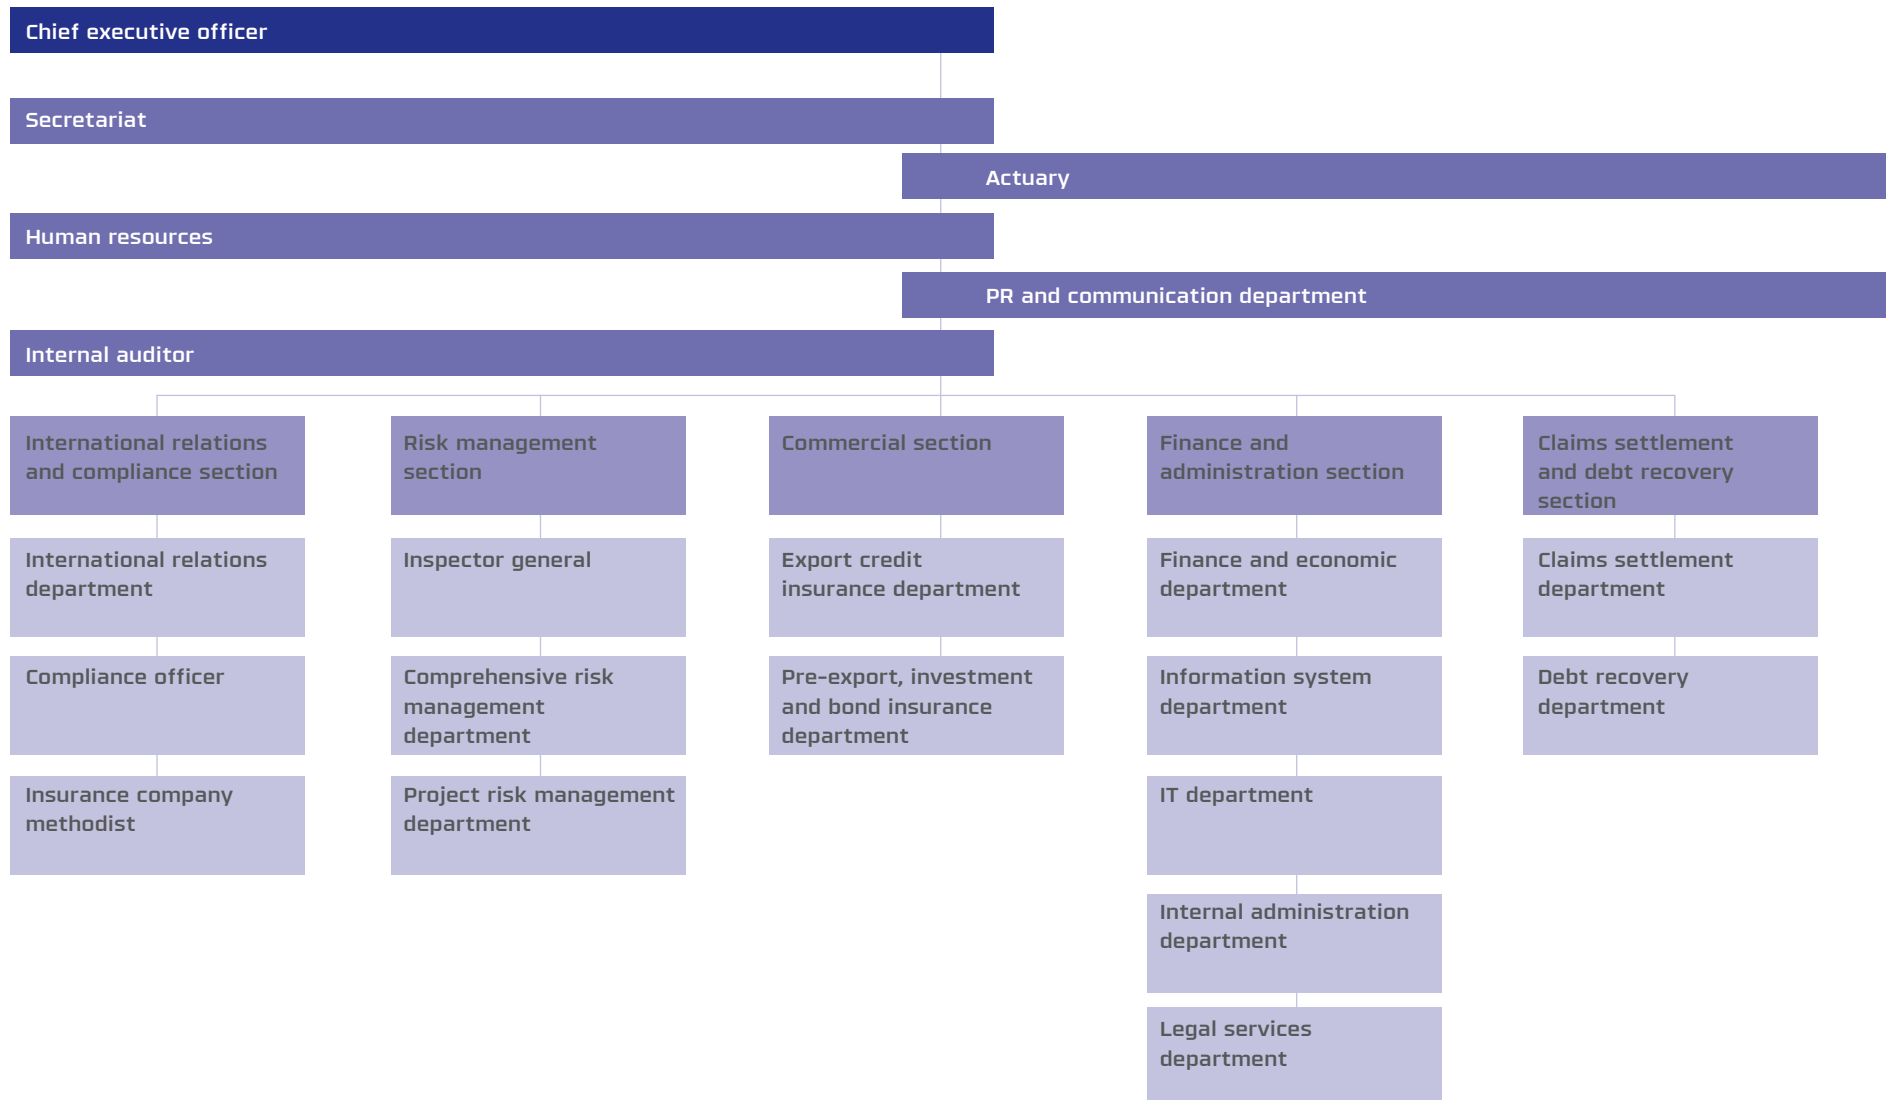 Chief executive officer
Secretariat
Actuary
Human resources
PR and communication department
Internal auditor
International relations
and compliance section
International relations
department
Compliance officer
Insurance company
methodist
Risk management
section
Inspector general
Comprehensive risk
management
department
Project risk management
department
Commercial section
Export credit
insurance department
Pre-export, investment
and bond insurance
department
Finance and
administration section
Finance and economic
department
Information system
department
IT department
Internal administration
department
Legal services
department
Claims settlement
and debt recovery
section
Claims settlement
department
Debt recovery
department